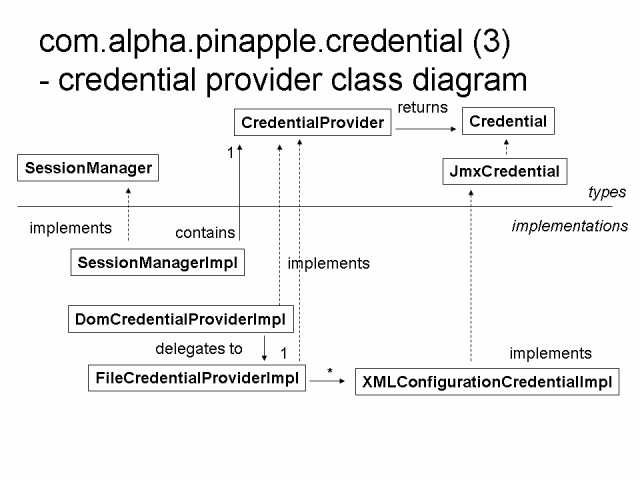 com.alpha.pinapple.credential (3)
- credential provider class diagram
returns
CredentialProvider
Credential
1
SessionManager
JmxCredential
types
implements
contains
implementations
SessionManagerImpl
implements
DomCredentialProviderImpl
delegates to
1
implements
*
FileCredentialProviderImpl
XMLConfigurationCredentialImpl